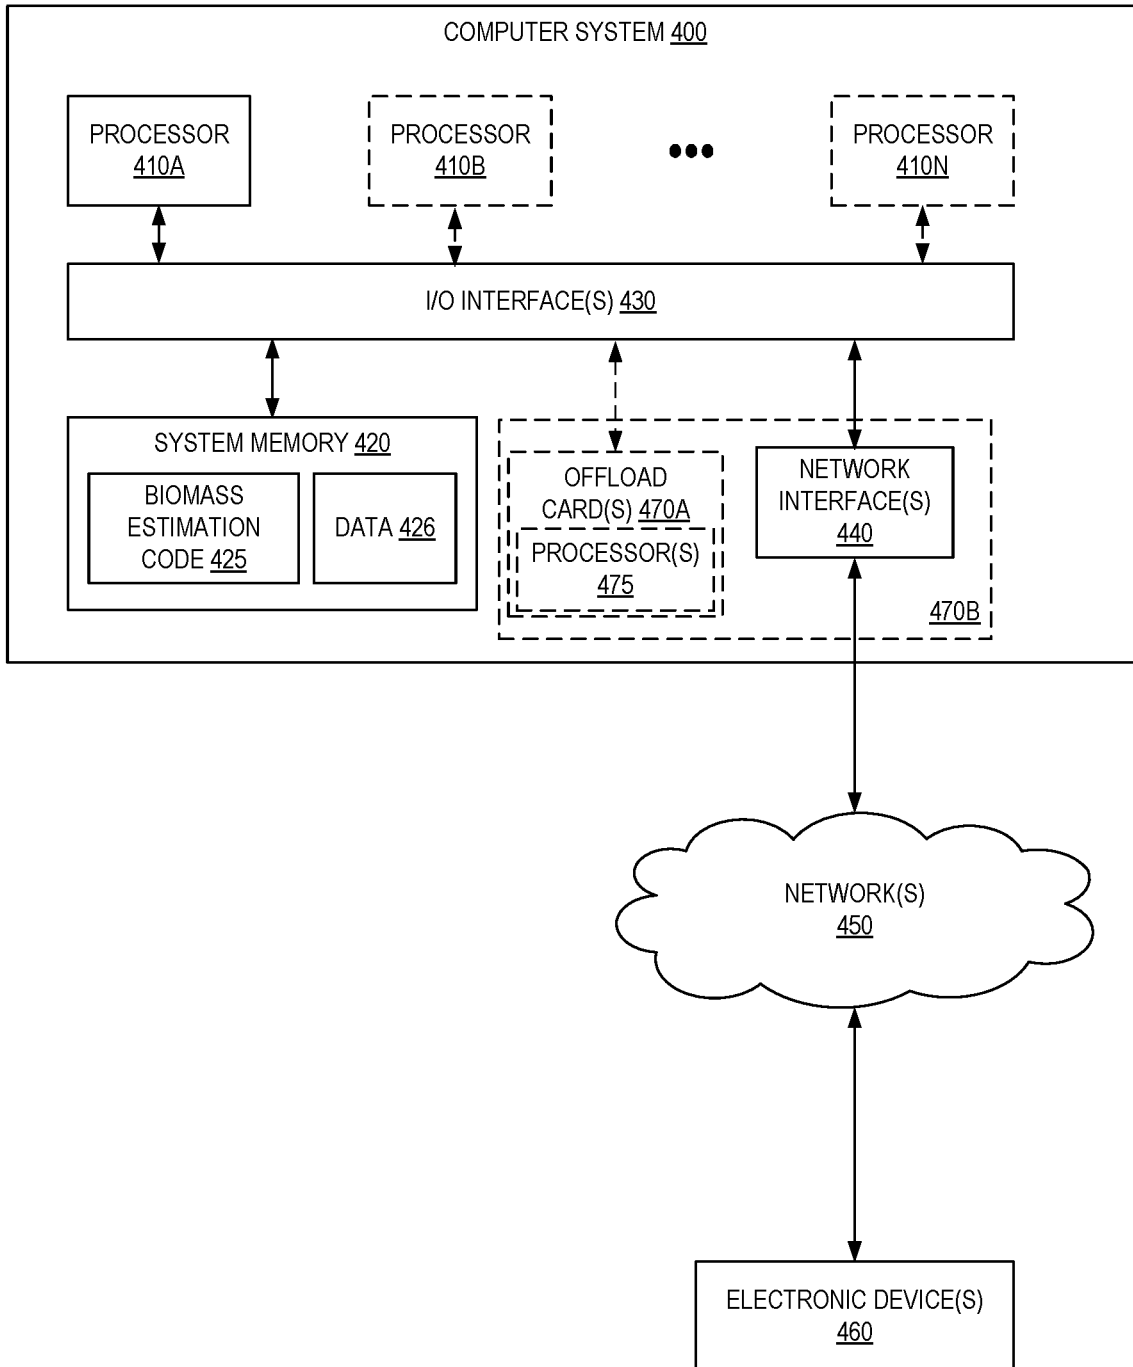 COMPUTER SYSTEM 400
PROCESSOR
410A
PROCESSOR
410B
PROCESSOR
410N
I/O INTERFACE(S) 430
SYSTEM MEMORY 420
BIOMASS
ESTIMATION
CODE 425
DATA 426
OFFLOAD
CARD(S) 470A
PROCESSOR(S)
475
NETWORK
INTERFACE(S)
440
470B
NETWORK(S)
450
ELECTRONIC DEVICE(S)
460